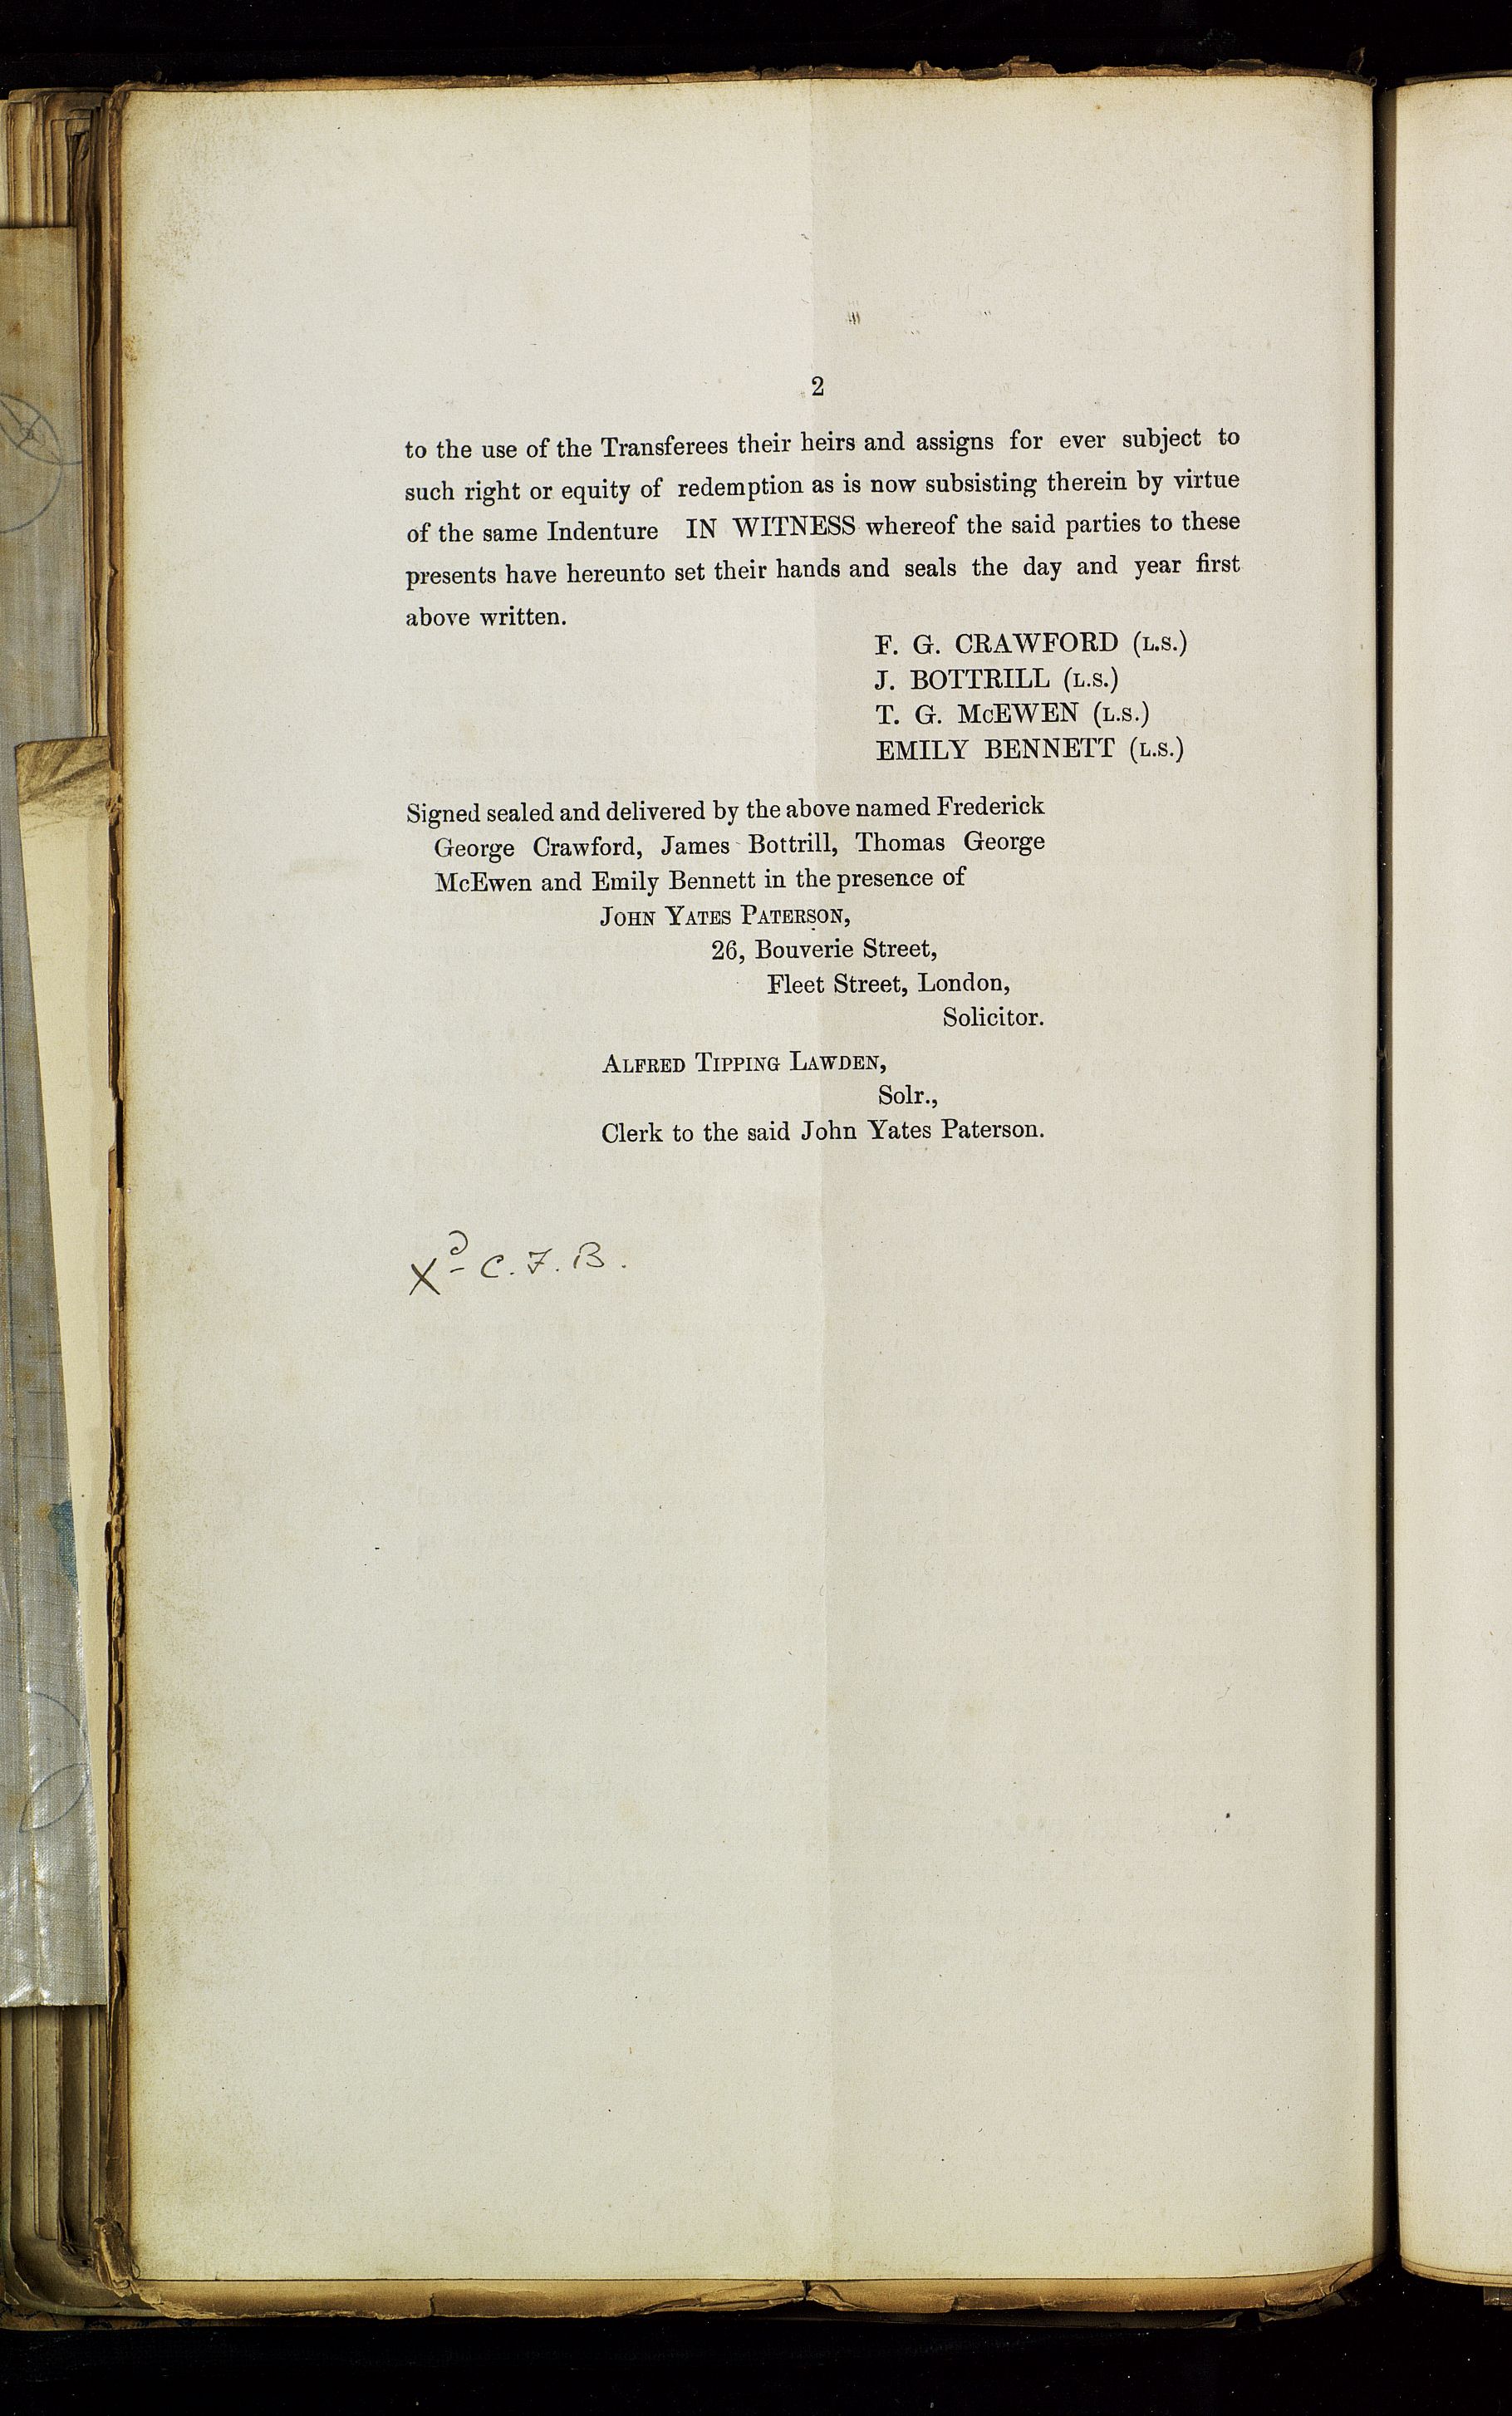 2
to the use of the Transferees their heirs and assigns for ever subject to
such right or equity of redemption as is now subsisting therein by virtue
of the same Indenture IN WITNESS whereof the said parties to these
presents have hereunto set their hands and seals the day and year first
above written.
F. G. CRAWFORD (L.S.)
J. BOTTRILL (L.S.)
T. G. McEWEN (L.S.)
EMILY BENNETT (L.S.)
Signed sealed and delivered by the above named Frederick
George Crawford, James Bottrill, Thomas George
McEwen and Emily Bennett in the presence of
JOHN YATES PATERSON,
26, Bouverie Street,
Fleet Street, London,
Solicitor.
ALFRED TIPPING LAWDEN,
Solr.,
Clerk to the said John Yates Paterson.
Xd C.F.B.